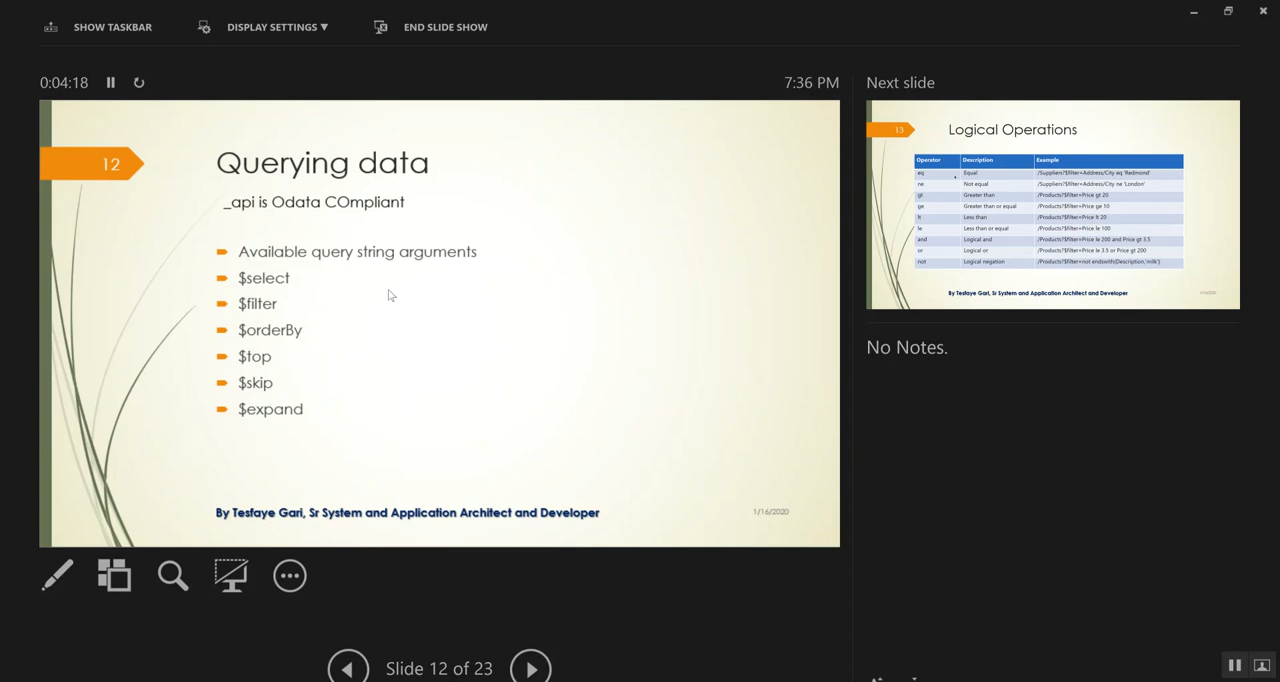 SHOW TASKBAR
DISPLAY SETTINGS ▼
END SLIDE SHOW
0:04:18
7:36 PM
Next slide
12
Querying data
_api is Odata COmpliant
Available query string arguments
$select
$filter
$orderBy
$top
$skip
$expand
By Tesfaye Gari, Sr System and Application Architect and Developer
1/16/2020
13
Logical Operations
Operator Description Example
eq Equal /Suppliers?$filter=Address/City eq 'Redmond'
ne Not equal /Suppliers?$filter=Address/City ne 'London'
gt Greater than /Products?$filter=Price gt 20
ge Greater than or equal /Products?$filter=Price ge 10
lt Less than /Products?$filter=Price lt 20
le Less than or equal /Products?$filter=Price le 100
and Logical and /Products?$filter=Price le 200 and Price gt 3.5
or Logical or /Products?$filter=Price le 3.5 or Price gt 200
not Logical negation /Products?$filter=not endswith(Description,'milk')
By Tesfaye Gari, Sr System and Application Architect and Developer
No Notes.
Slide 12 of 23